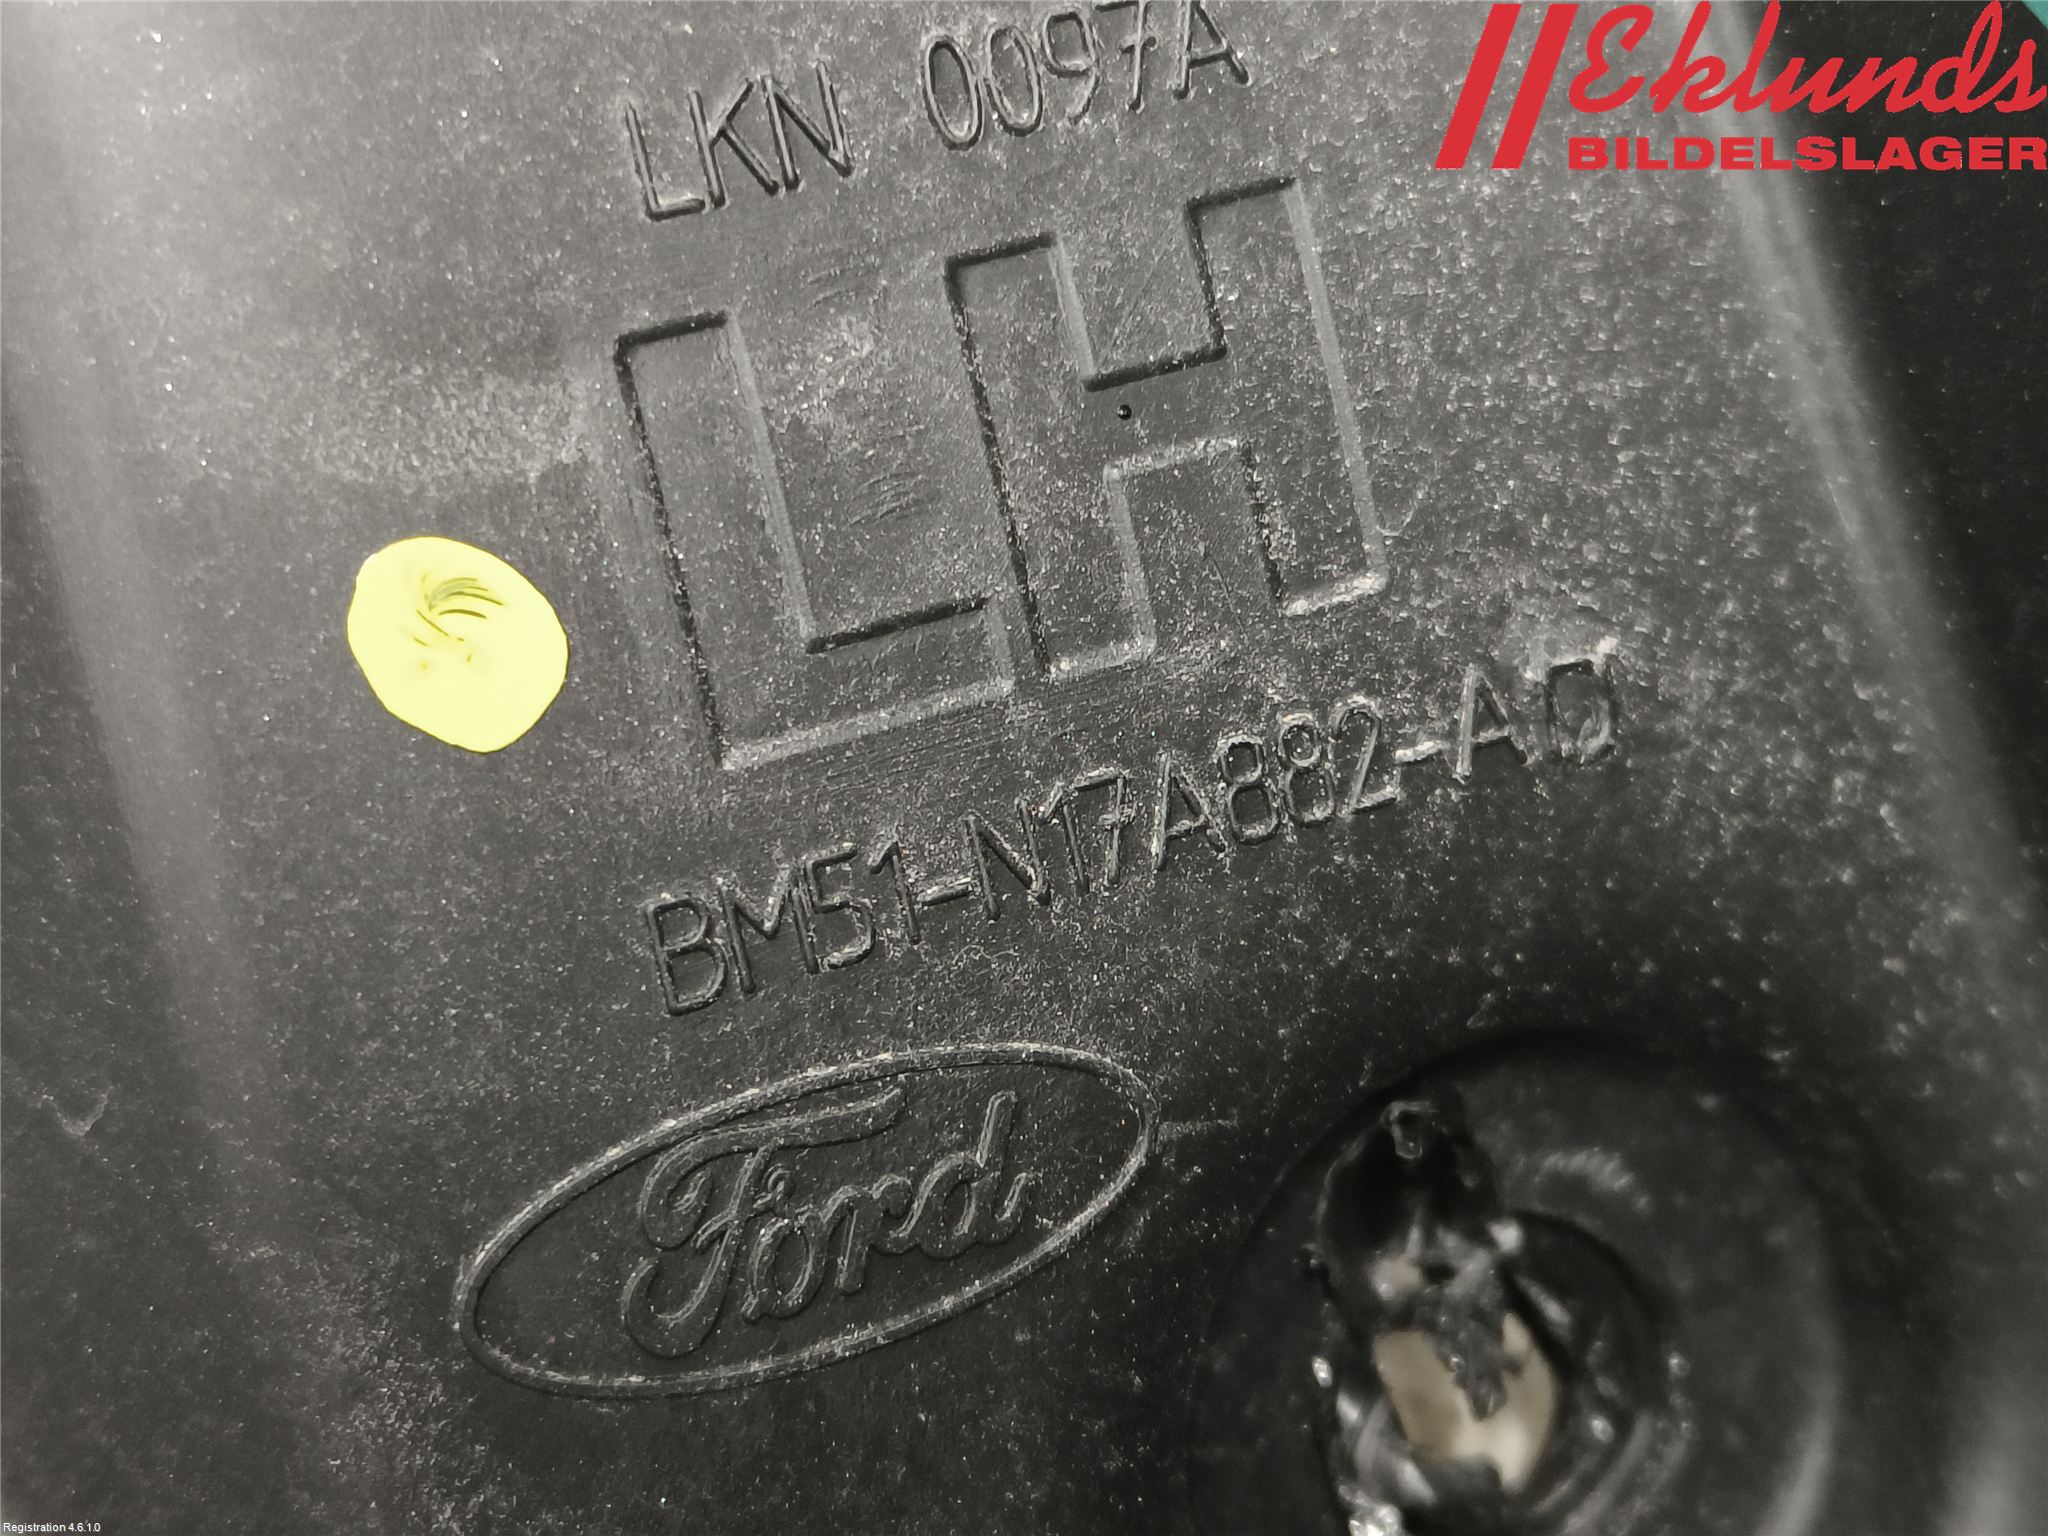 Eklunds
BILDELSLAGER
LKN 0097A
LH
BM51-N17A882-AD
Ford
Registration 4.6.1.0